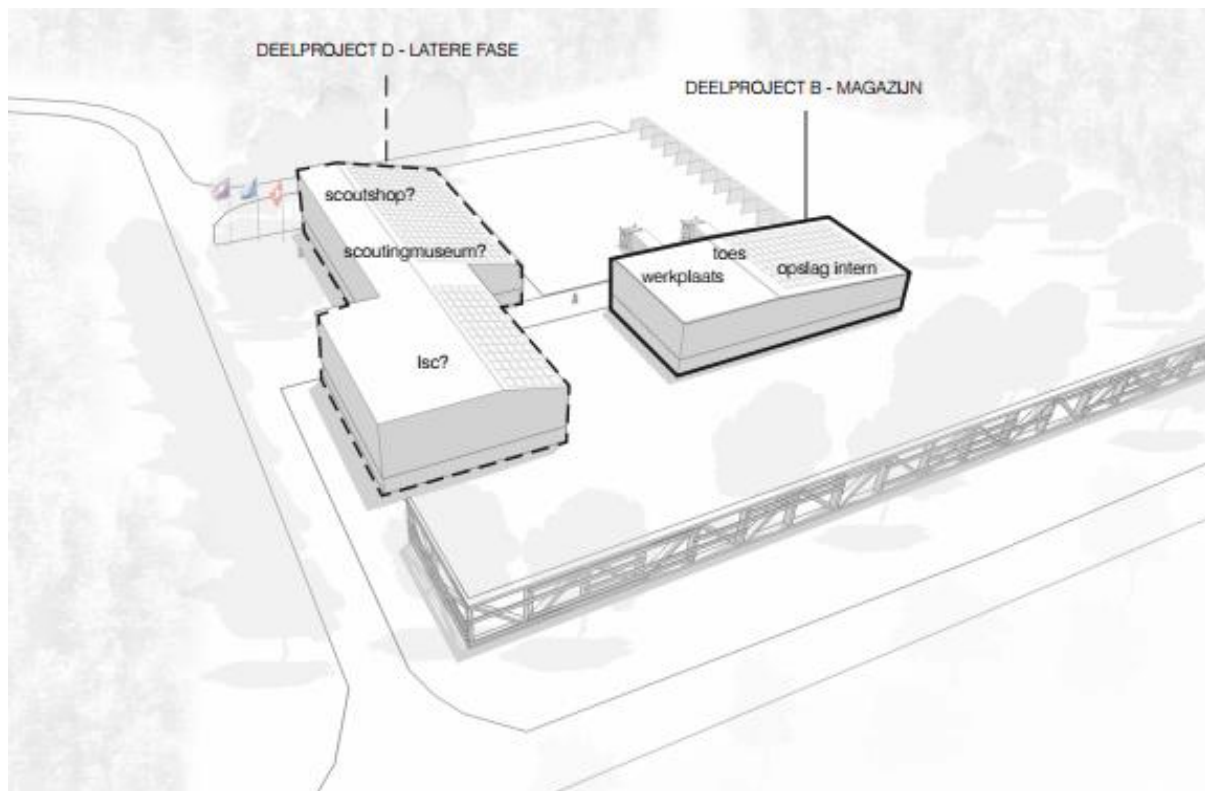 DEELPROJECT D - LATERE FASE
DEELPROJECT B - MAGAZIJN
scoutshop?
scoutingmuseum?
toes
werkplaats
opslag intern
lsc?